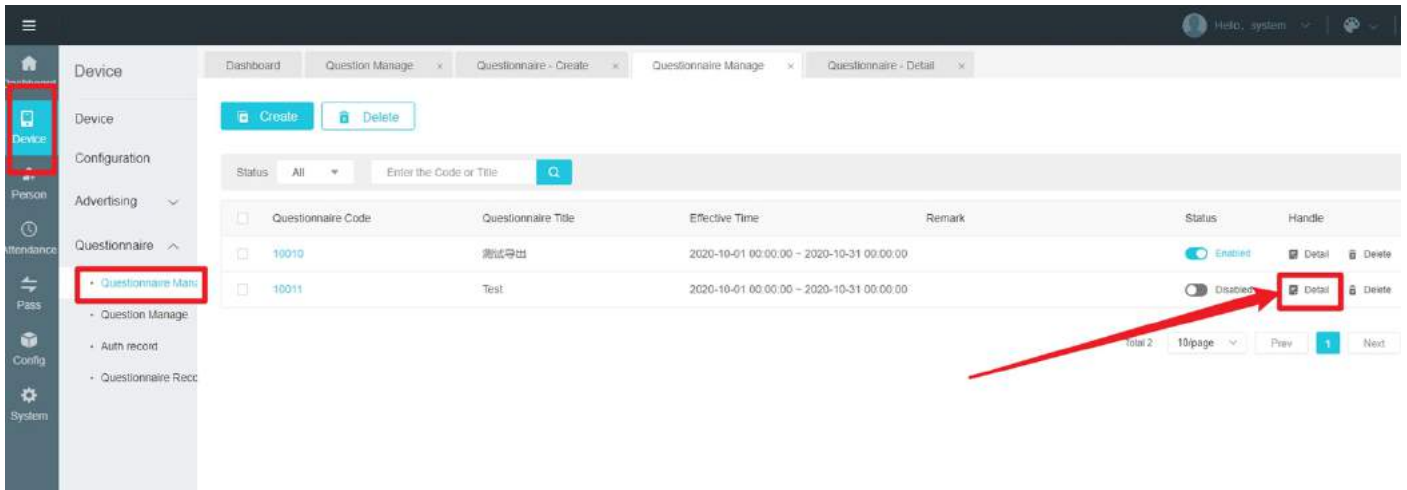 Hello, system
Dashboard
Device
Person
Attendance
Pass
Config
System
Device
Device
Configuration
Advertising
Questionnaire
Questionnaire Mana
Question Manage
Auth record
Questionnaire Reco
Dashboard Question Manage × Questionnaire - Create × Questionnaire Manage × Questionnaire - Detail ×
Create Delete
Status All Enter the Code or Title
Questionnaire Code Questionnaire Title Effective Time Remark Status Handle
10010 测试导出 2020-10-01 00:00:00 ~ 2020-10-31 00:00:00 Enabled Detail Delete
10011 Test 2020-10-01 00:00:00 ~ 2020-10-31 00:00:00 Disabled Detail Delete
Total 2 10/page Prev 1 Next